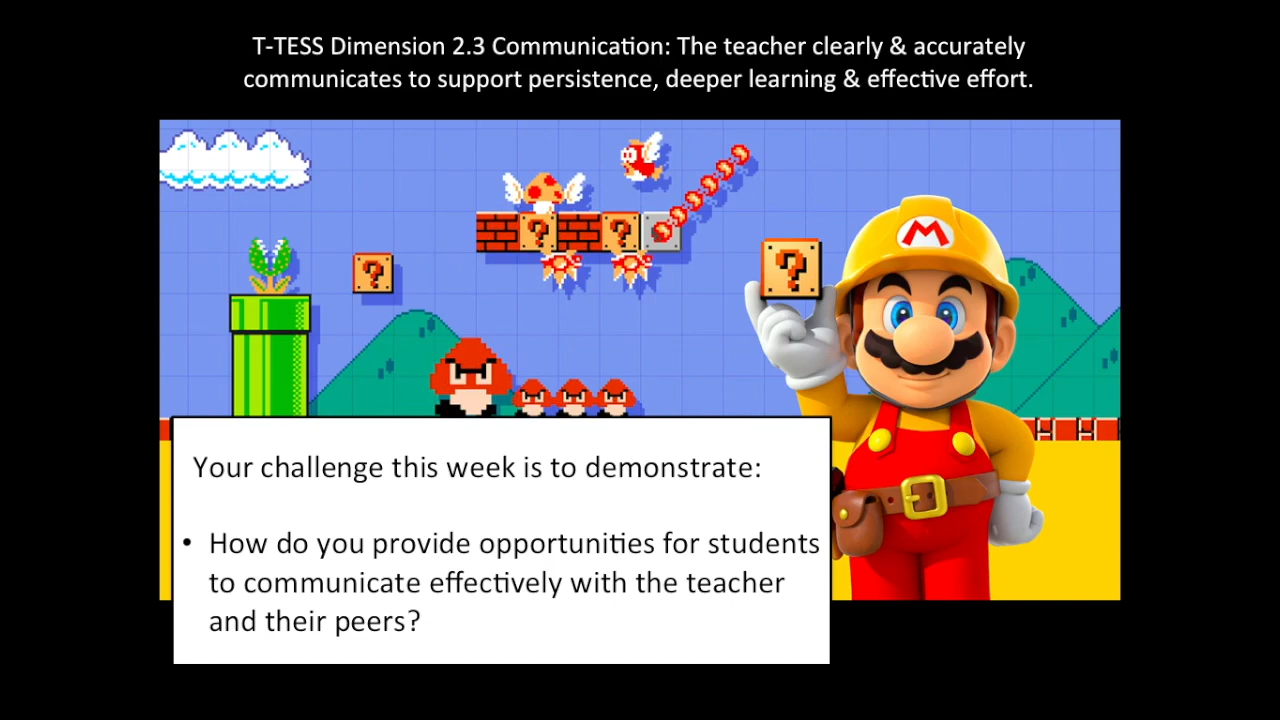 T-TESS Dimension 2.3 Communication: The teacher clearly & accurately
communicates to support persistence, deeper learning & effective effort.
?
?
?
?
M
Your challenge this week is to demonstrate:
• How do you provide opportunities for students
to communicate effectively with the teacher
and their peers?